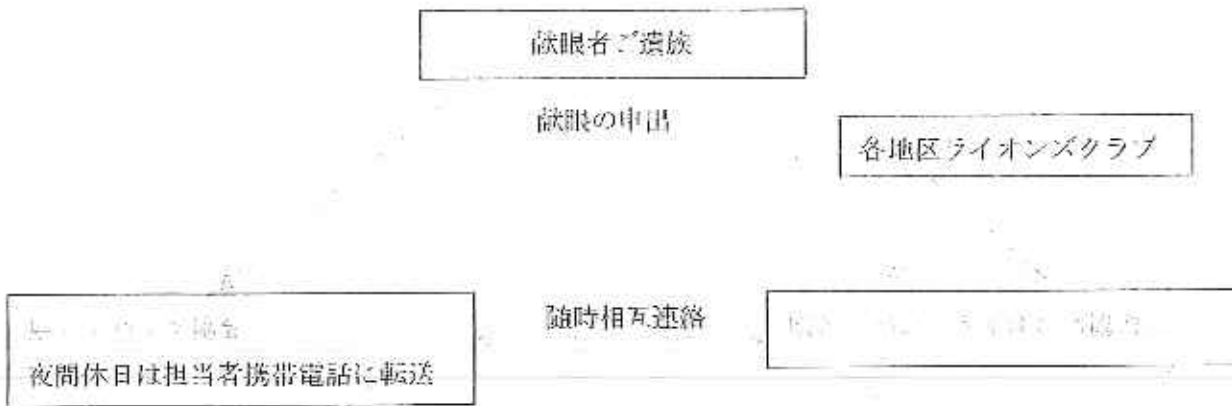 献眼者ご遺族
献眼の申出
各地区ライオンズクラブ
随時相互連絡
夜間休日は担当者携帯電話に転送